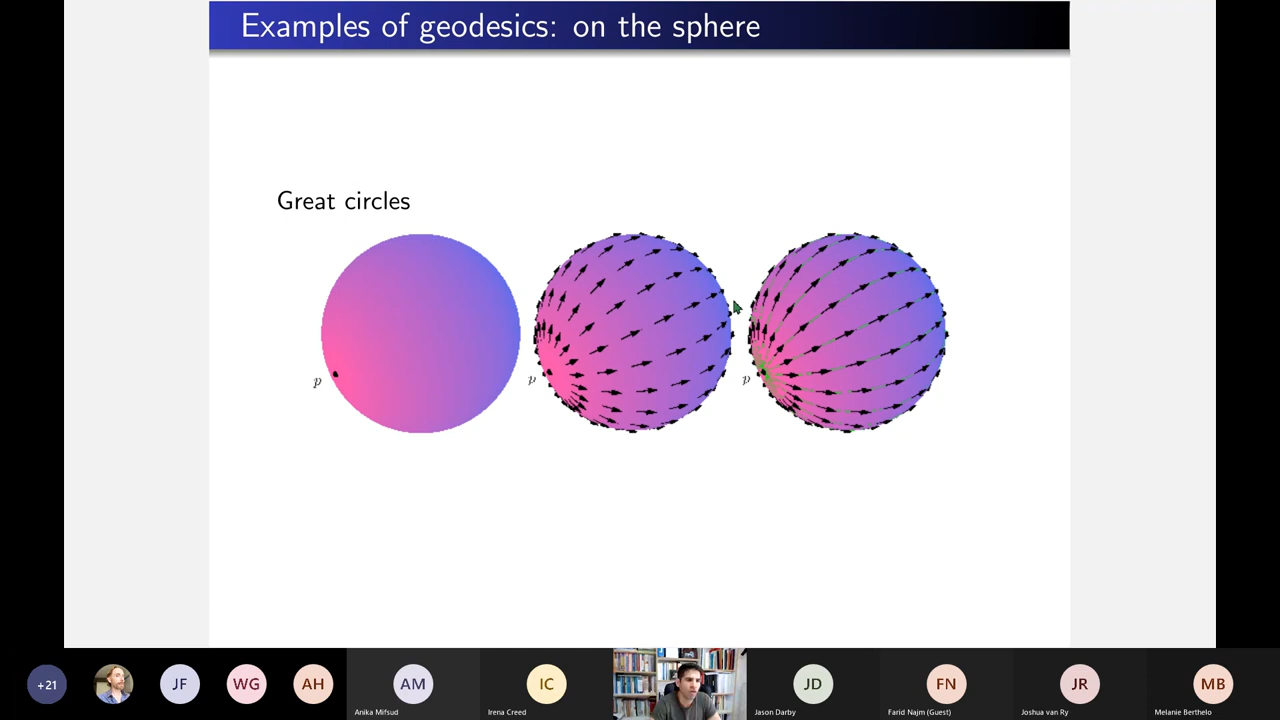 Examples of geodesics: on the sphere
Great circles
p
p
p
+21
JF
WG
AH
AM
Anika Mifsud
IC
Irena Creed
JD
Jason Darby
FN
Farid Najm (Guest)
JR
Joshua van Ry
MB
Melanie Berthelo